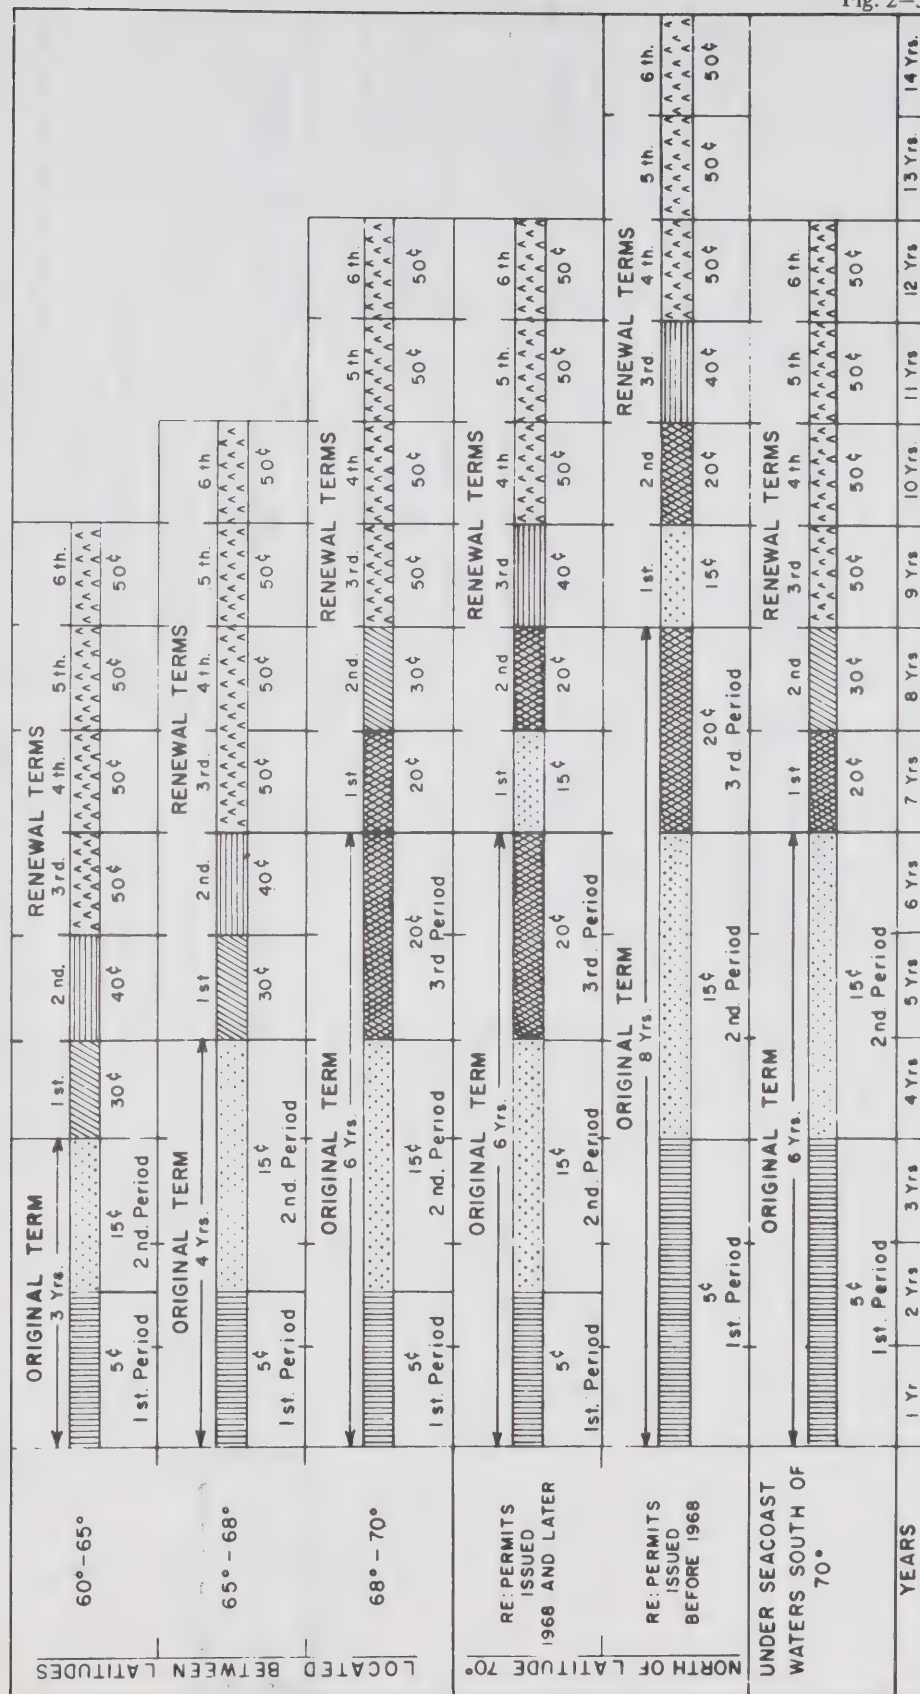 Fig. 2-
LOCATED BETWEEN LATITUDES
60°-65°
ORIGINAL TERM
3 Yrs.
RENEWAL TERMS
1st.
2nd.
3rd.
4th.
5th.
6th.
5¢
15¢
30¢
40¢
50¢
50¢
50¢
50¢
1st. Period
2nd. Period
65°-68°
ORIGINAL TERM
4 Yrs.
RENEWAL TERMS
1st
2nd.
3rd.
4th.
5th.
6th
5¢
15¢
30¢
40¢
50¢
50¢
50¢
50¢
1st. Period
2nd. Period
68°-70°
ORIGINAL TERM
6 Yrs.
RENEWAL TERMS
1st
2nd.
3rd.
4th
5th
6th.
5¢
15¢
20¢
20¢
30¢
50¢
50¢
50¢
50¢
1st. Period
2nd. Period
3rd Period
NORTH OF LATITUDE 70°
RE: PERMITS
ISSUED
1968 AND LATER
ORIGINAL TERM
6 Yrs.
RENEWAL TERMS
1st
2nd
3rd
4th
5th.
6th.
5¢
15¢
20¢
15¢
20¢
40¢
50¢
50¢
50¢
1st. Period
2nd. Period
3rd. Period
RE: PERMITS
ISSUED
BEFORE 1968
ORIGINAL TERM
8 Yrs.
RENEWAL TERMS
1st.
2nd
3rd.
4th.
5th.
6th.
5¢
15¢
20¢
15¢
20¢
40¢
50¢
50¢
50¢
1st. Period
2nd. Period
3rd. Period
UNDER SEACOAST
WATERS SOUTH OF
70°
ORIGINAL TERM
6 Yrs.
RENEWAL TERMS
1st
2nd
3rd
4th
5th
6th.
5¢
15¢
20¢
30¢
50¢
50¢
50¢
50¢
1st. Period
2nd. Period
YEARS
1 Yr
2 Yrs
3 Yrs
4 Yrs
5 Yrs
6 Yrs
7 Yrs
8 Yrs
9 Yrs
10 Yrs.
11 Yrs
12 Yrs
13 Yrs.
14 Yrs.